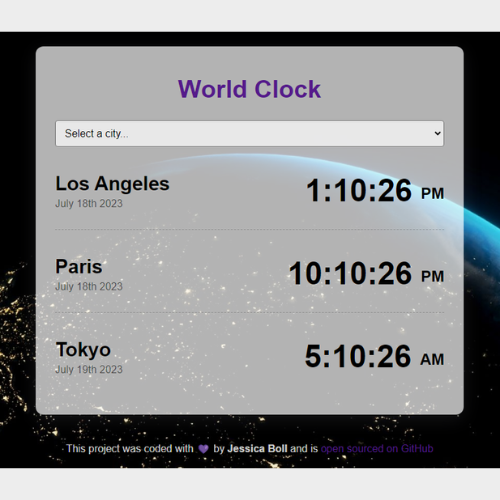 World Clock
Select a city...
Los Angeles
1:10:26 PM
July 18th 2023
Paris
10:10:26 PM
July 18th 2023
Tokyo
5:10:26 AM
July 19th 2023
This project was coded with 💜 by Jessica Boll and is open sourced on GitHub